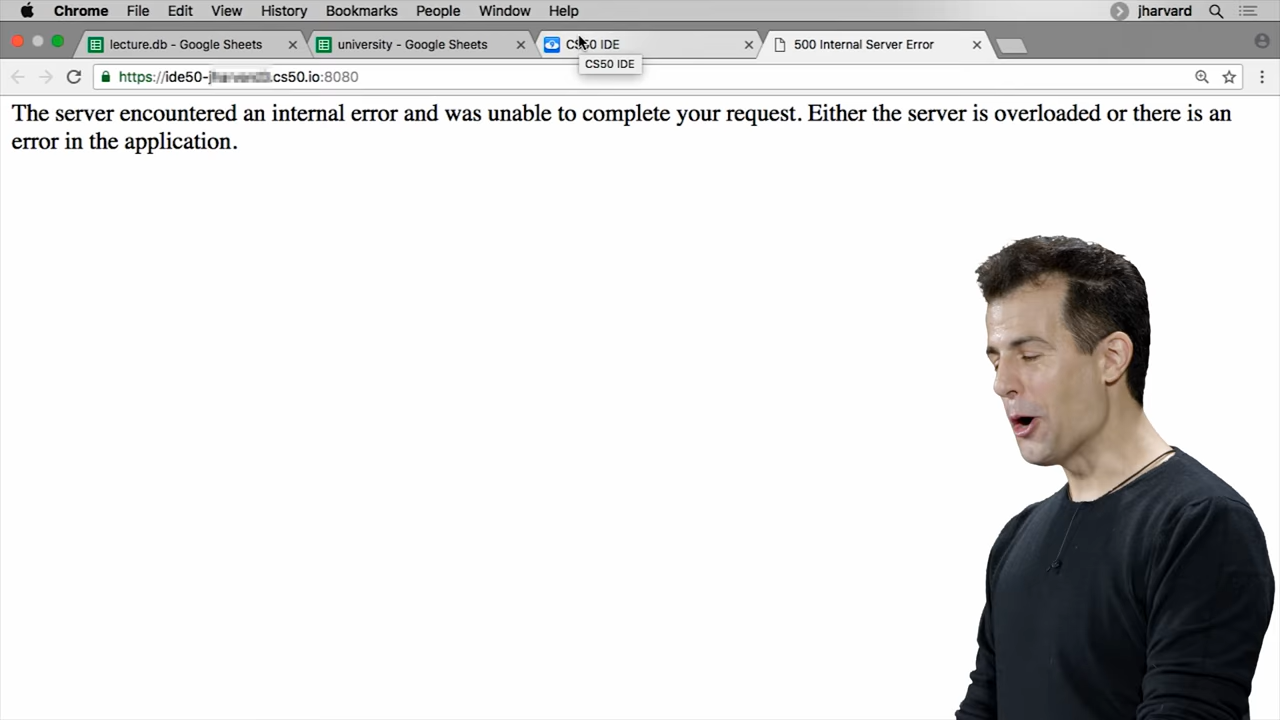 Chrome File Edit View History Bookmarks People Window Help jharvard
lecture.db - Google Sheets university - Google Sheets CS50 IDE 500 Internal Server Error
CS50 IDE
https://ide50- .cs50.io:8080
The server encountered an internal error and was unable to complete your request. Either the server is overloaded or there is an
error in the application.